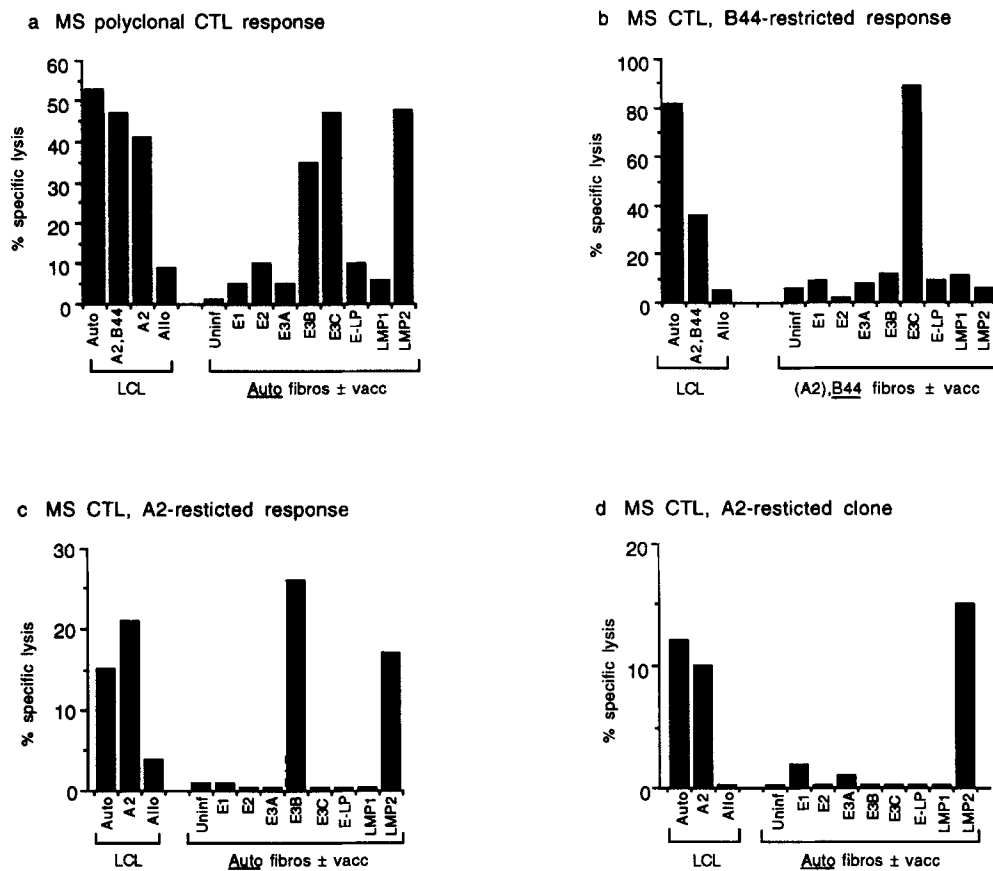 a MS polyclonal CTL response
% specific lysis
60
50
40
30
20
10
0
Auto
A2,B44
A2
Allo
Uninf
E1
E2
E3A
E3B
E3C
E-LP
LMP1
LMP2
LCL
Auto fibros ± vacc
b MS CTL, B44-restricted response
% specific lysis
100
80
60
40
20
0
Auto
A2,B44
Allo
Uninf
E1
E2
E3A
E3B
E3C
E-LP
LMP1
LMP2
LCL
(A2),B44 fibros ± vacc
c MS CTL, A2-resticted response
% specific lysis
30
20
10
0
Auto
A2
Allo
Uninf
E1
E2
E3A
E3B
E3C
E-LP
LMP1
LMP2
LCL
Auto fibros ± vacc
d MS CTL, A2-resticted clone
% specific lysis
20
10
0
Auto
A2
Allo
Uninf
E1
E2
E3A
E3B
E3C
E-LP
LMP1
LMP2
LCL
Auto fibros ± vacc